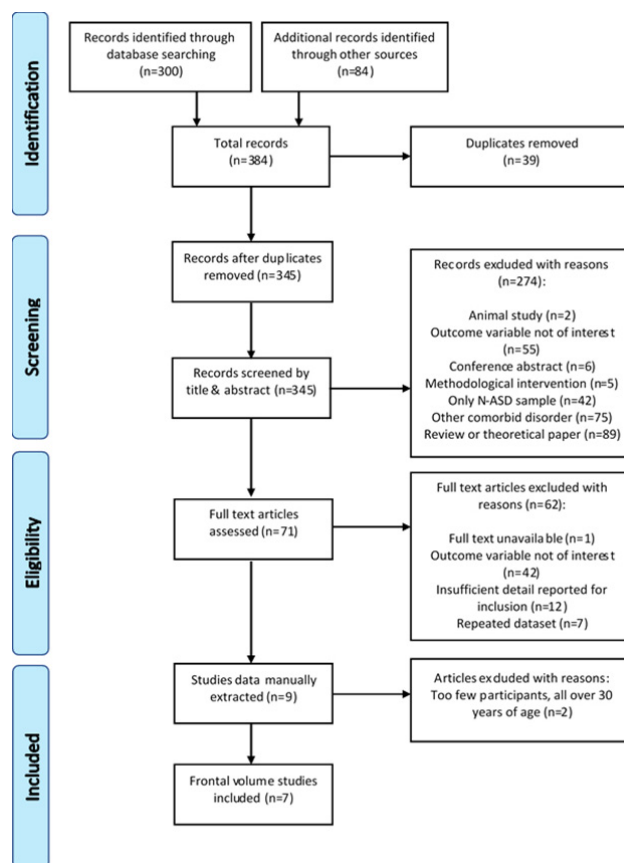 Identification
Records identified through
database searching
(n=300)
Additional records identified
through other sources
(n=84)
Total records
(n=384)
Duplicates removed
(n=39)
Screening
Records after duplicates
removed (n=345)
Records screened by
title & abstract (n=345)
Records excluded with reasons
(n=274):
Animal study (n=2)
Outcome variable not of interest
(n=55)
Conference abstract (n=6)
Methodological intervention (n=5)
Only N-ASD sample (n=42)
Other comorbid disorder (n=75)
Review or theoretical paper (n=89)
Eligibility
Full text articles
assessed (n=71)
Full text articles excluded with
reasons (n=62):
Full text unavailable (n=1)
Outcome variable not of interest
(n=42)
Insufficient detail reported for
inclusion (n=12)
Repeated dataset (n=7)
Included
Studies data manually
extracted (n=9)
Articles excluded with reasons:
Too few participants, all over 30
years of age (n=2)
Frontal volume studies
included (n=7)